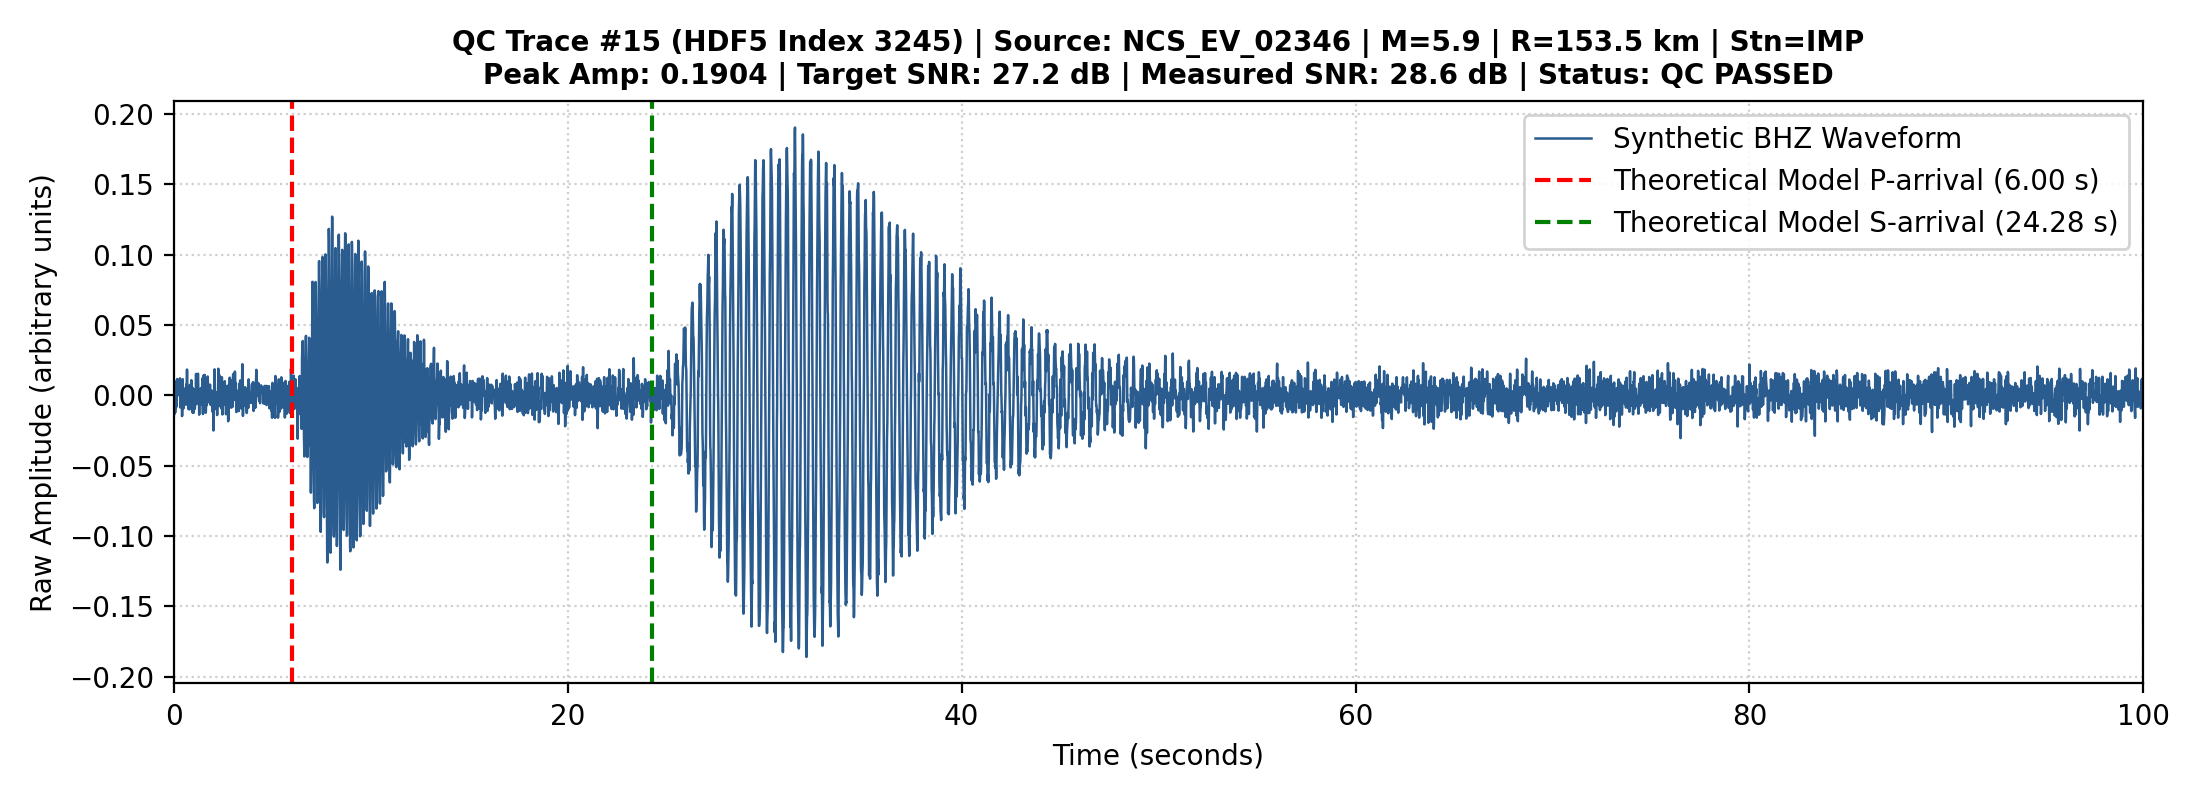 QC Trace #15 (HDF5 Index 3245) | Source: NCS_EV_02346 | M=5.9 | R=153.5 km | Stn=IMP
Peak Amp: 0.1904 | Target SNR: 27.2 dB | Measured SNR: 28.6 dB | Status: QC PASSED
Synthetic BHZ Waveform
Theoretical Model P-arrival (6.00 s)
Theoretical Model S-arrival (24.28 s)
Raw Amplitude (arbitrary units)
0.20
0.15
0.10
0.05
0.00
−0.05
−0.10
−0.15
−0.20
0 20 40 60 80 100
Time (seconds)